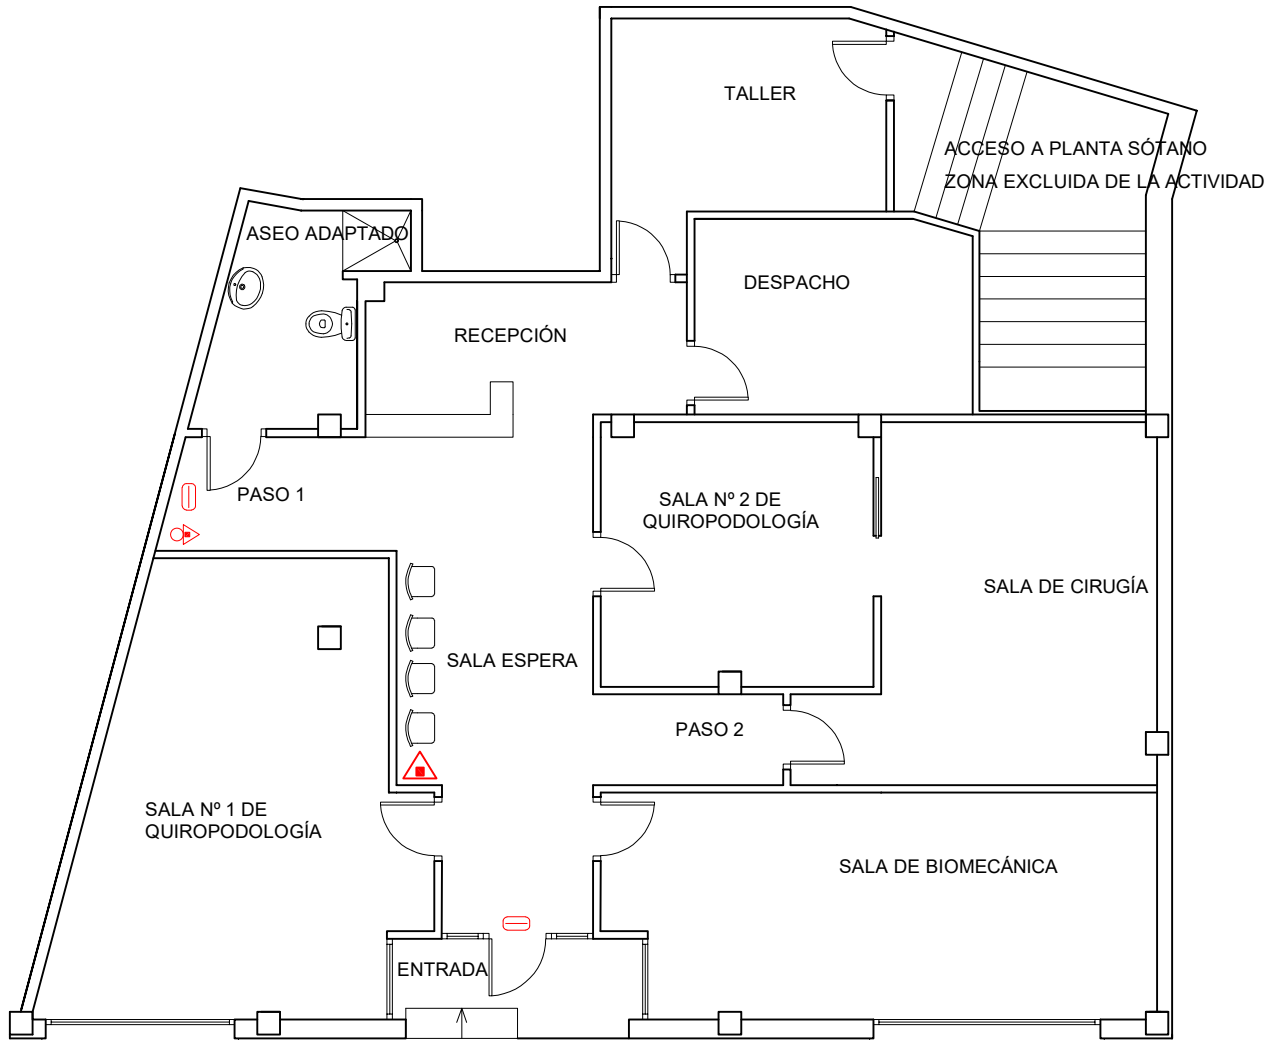 TALLER
ACCESO A PLANTA SÓTANO
ZONA EXCLUIDA DE LA ACTIVIDAD
ASEO ADAPTADO
DESPACHO
RECEPCIÓN
PASO 1
SALA Nº 2 DE
QUIROPODOLOGÍA
SALA DE CIRUGÍA
SALA ESPERA
PASO 2
SALA Nº 1 DE
QUIROPODOLOGÍA
SALA DE BIOMECÁNICA
ENTRADA